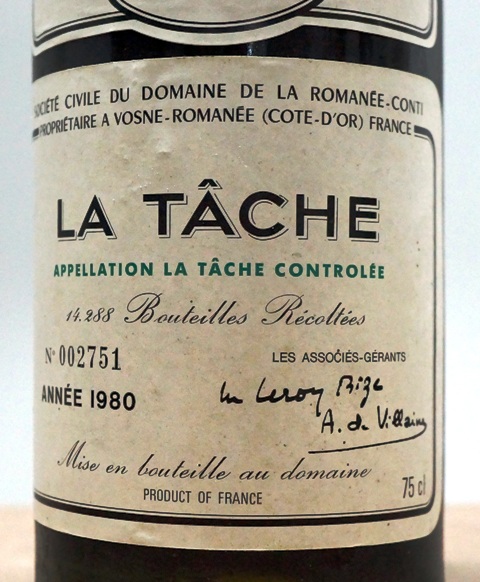 SOCIÉTÉ CIVILE DU DOMAINE DE LA ROMANÉE-CONTI
PROPRIÉTAIRE A VOSNE-ROMANÉE (COTE-D'OR) FRANCE
LA TÂCHE
APPELLATION LA TÂCHE CONTROLÉE
14.288 Bouteilles Récoltées
N° 002751
LES ASSOCIÉS-GÉRANTS
ANNÉE 1980
Leroy Bize
A. de Villaine
Mise en bouteille au domaine
PRODUCT OF FRANCE
75 cl